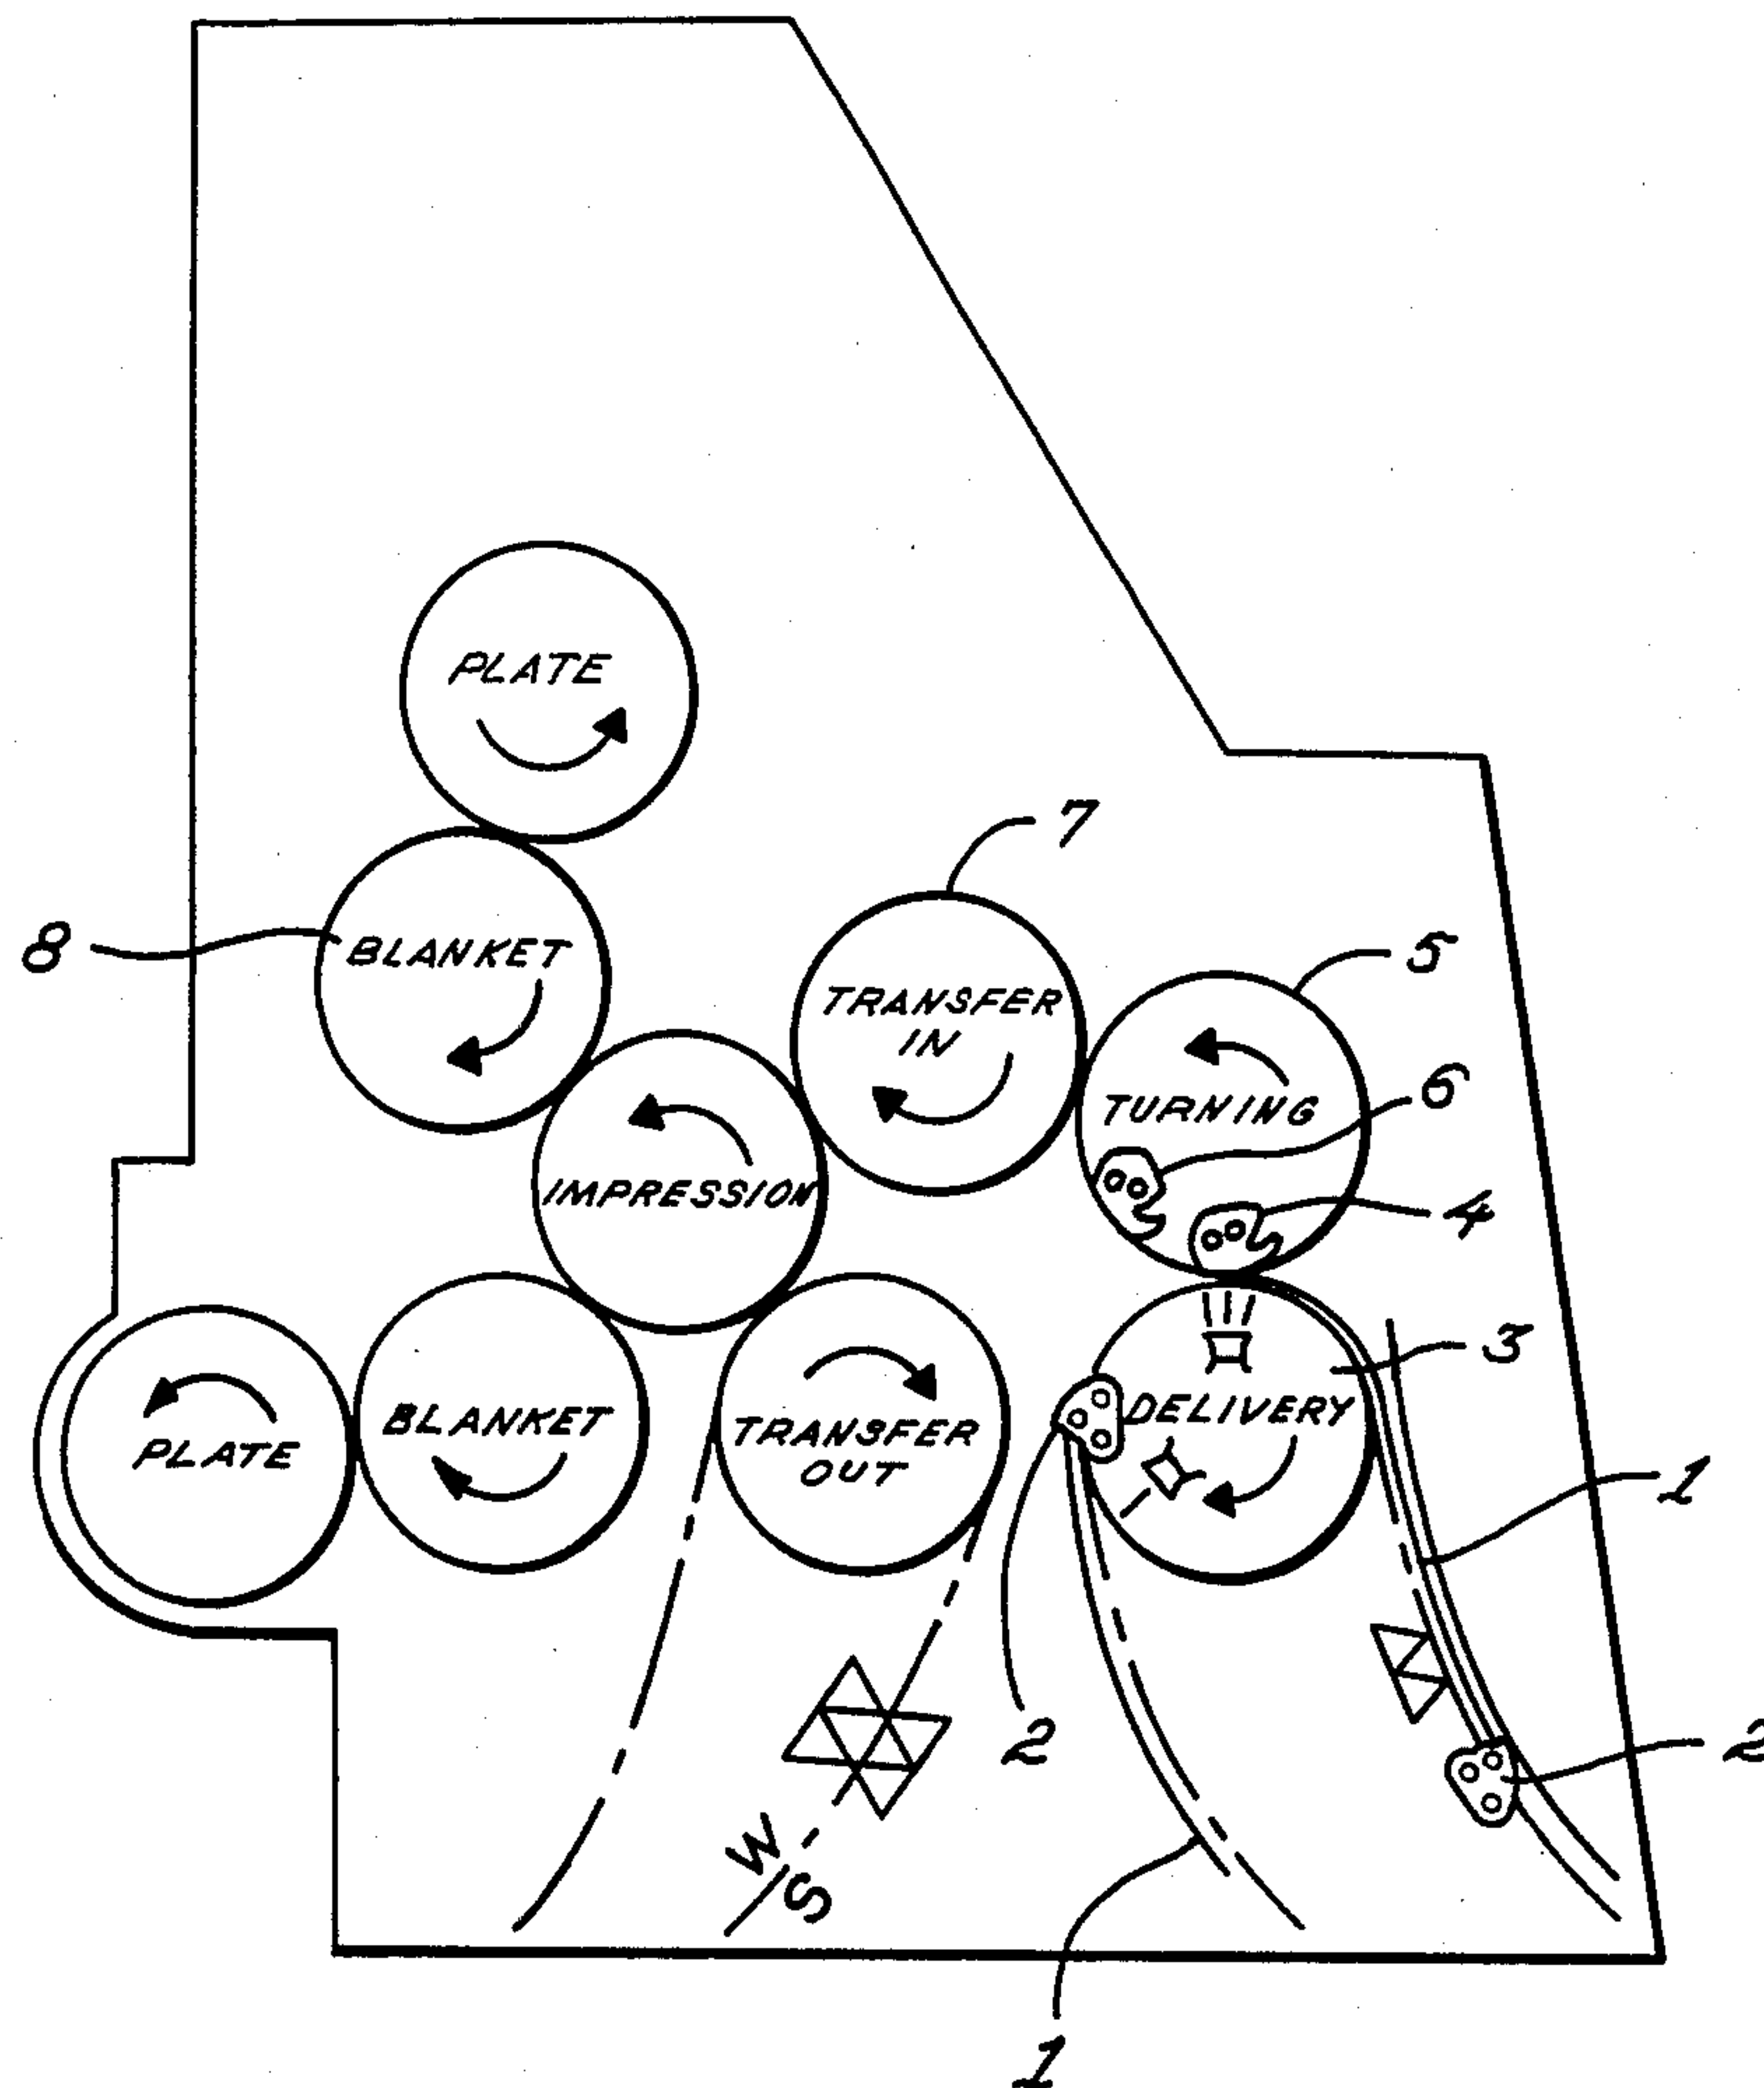 PLATE
7
8
BLANKET
5
TRANSFER
IN
6
TURNING
IMPRESSION
4
3
DELIVERY
BLANKET
TRANSFER
OUT
PLATE
1
2
2
W
S
1